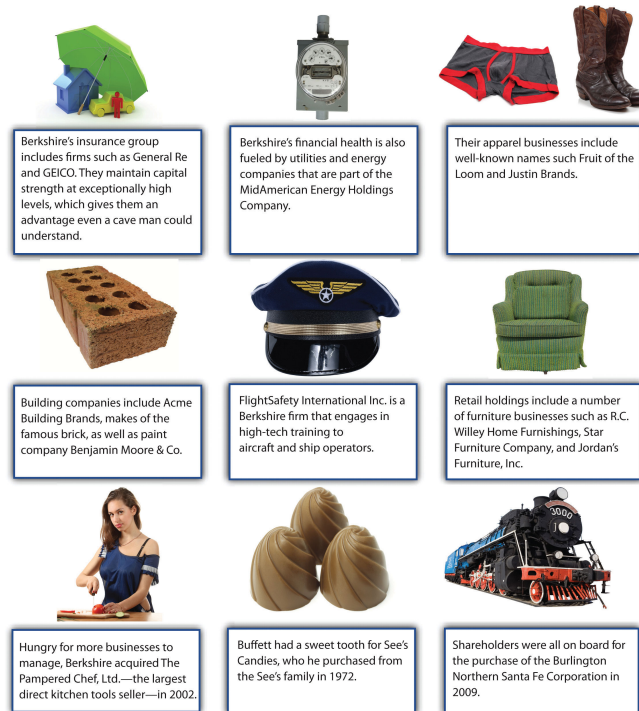 Berkshire's insurance group
includes firms such as General Re
and GEICO. They maintain capital
strength at exceptionally high
levels, which gives them an
advantage even a cave man could
understand.
Berkshire's financial health is also
fueled by utilities and energy
companies that are part of the
MidAmerican Energy Holdings
Company.
Their apparel businesses include
well-known names such Fruit of the
Loom and Justin Brands.
Building companies include Acme
Building Brands, makes of the
famous brick, as well as paint
company Benjamin Moore & Co.
FlightSafety International Inc. is a
Berkshire firm that engages in
high-tech training to
aircraft and ship operators.
Retail holdings include a number
of furniture businesses such as R.C.
Willey Home Furnishings, Star
Furniture Company, and Jordan's
Furniture, Inc.
3000
Hungry for more businesses to
manage, Berkshire acquired The
Pampered Chef, Ltd.—the largest
direct kitchen tools seller—in 2002.
Buffett had a sweet tooth for See's
Candies, who he purchased from
the See's family in 1972.
Shareholders were all on board for
the purchase of the Burlington
Northern Santa Fe Corporation in
2009.